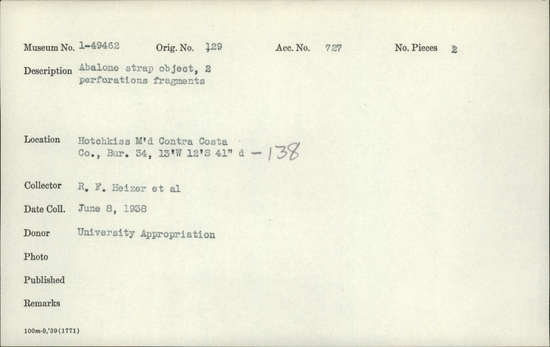 Museum No. 1-49462 Orig. No. 129 Acc. No. 727 No. Pieces 2
Description Abalone strap object, 2
perforations fragments
Location Hotchkiss M'd Contra Costa
Co., Bur. 34, 13'W 12'S 41" d — 138
Collector R. F. Heizer et al
Date Coll. June 8, 1938
Donor University Appropriation
Photo
Published
Remarks
100m-9,'39(1771)